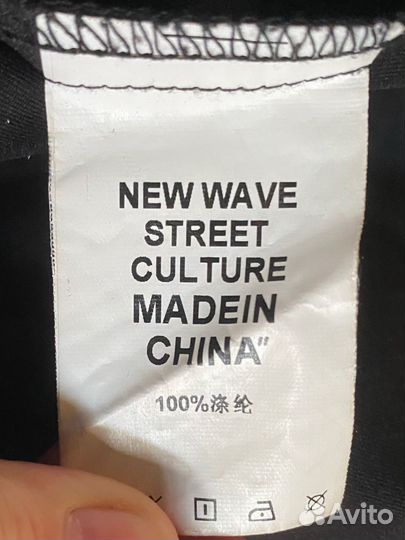 NEW WAVE
STREET
CULTURE
MADEIN
CHINA"
100%涤纶
Avito